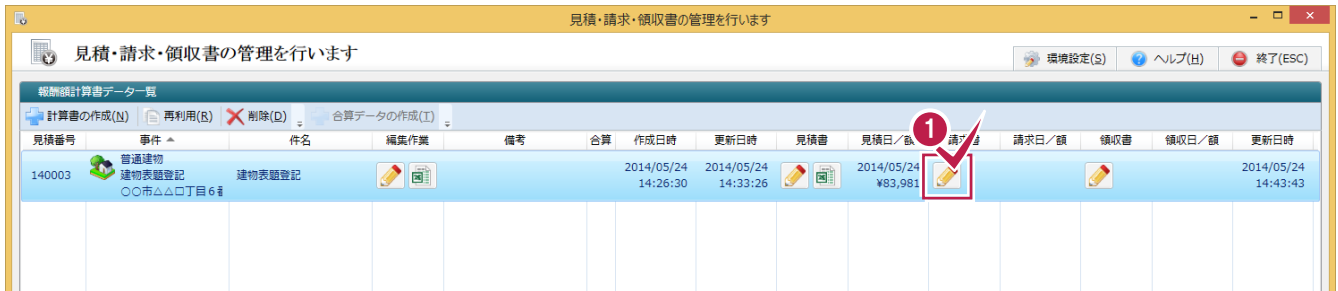 見積・請求・領収書の管理を行います
見積・請求・領収書の管理を行います
環境設定(S) ヘルプ(H) 終了(ESC)
報酬額計算書データ一覧
計算書の作成(N) 再利用(R) 削除(D) 合算データの作成(T)
見積番号 事件 件名 編集作業 備考 合算 作成日時 更新日時 見積書 見積日/額 請求書 請求日/額 領収書 領収日/額 更新日時
1
普通建物
140003 建物表題登記 建物表題登記 2014/05/24 2014/05/24 2014/05/24 2014/05/24
○○市△△□丁目6番 14:26:30 14:33:26 ¥83,981 14:43:43